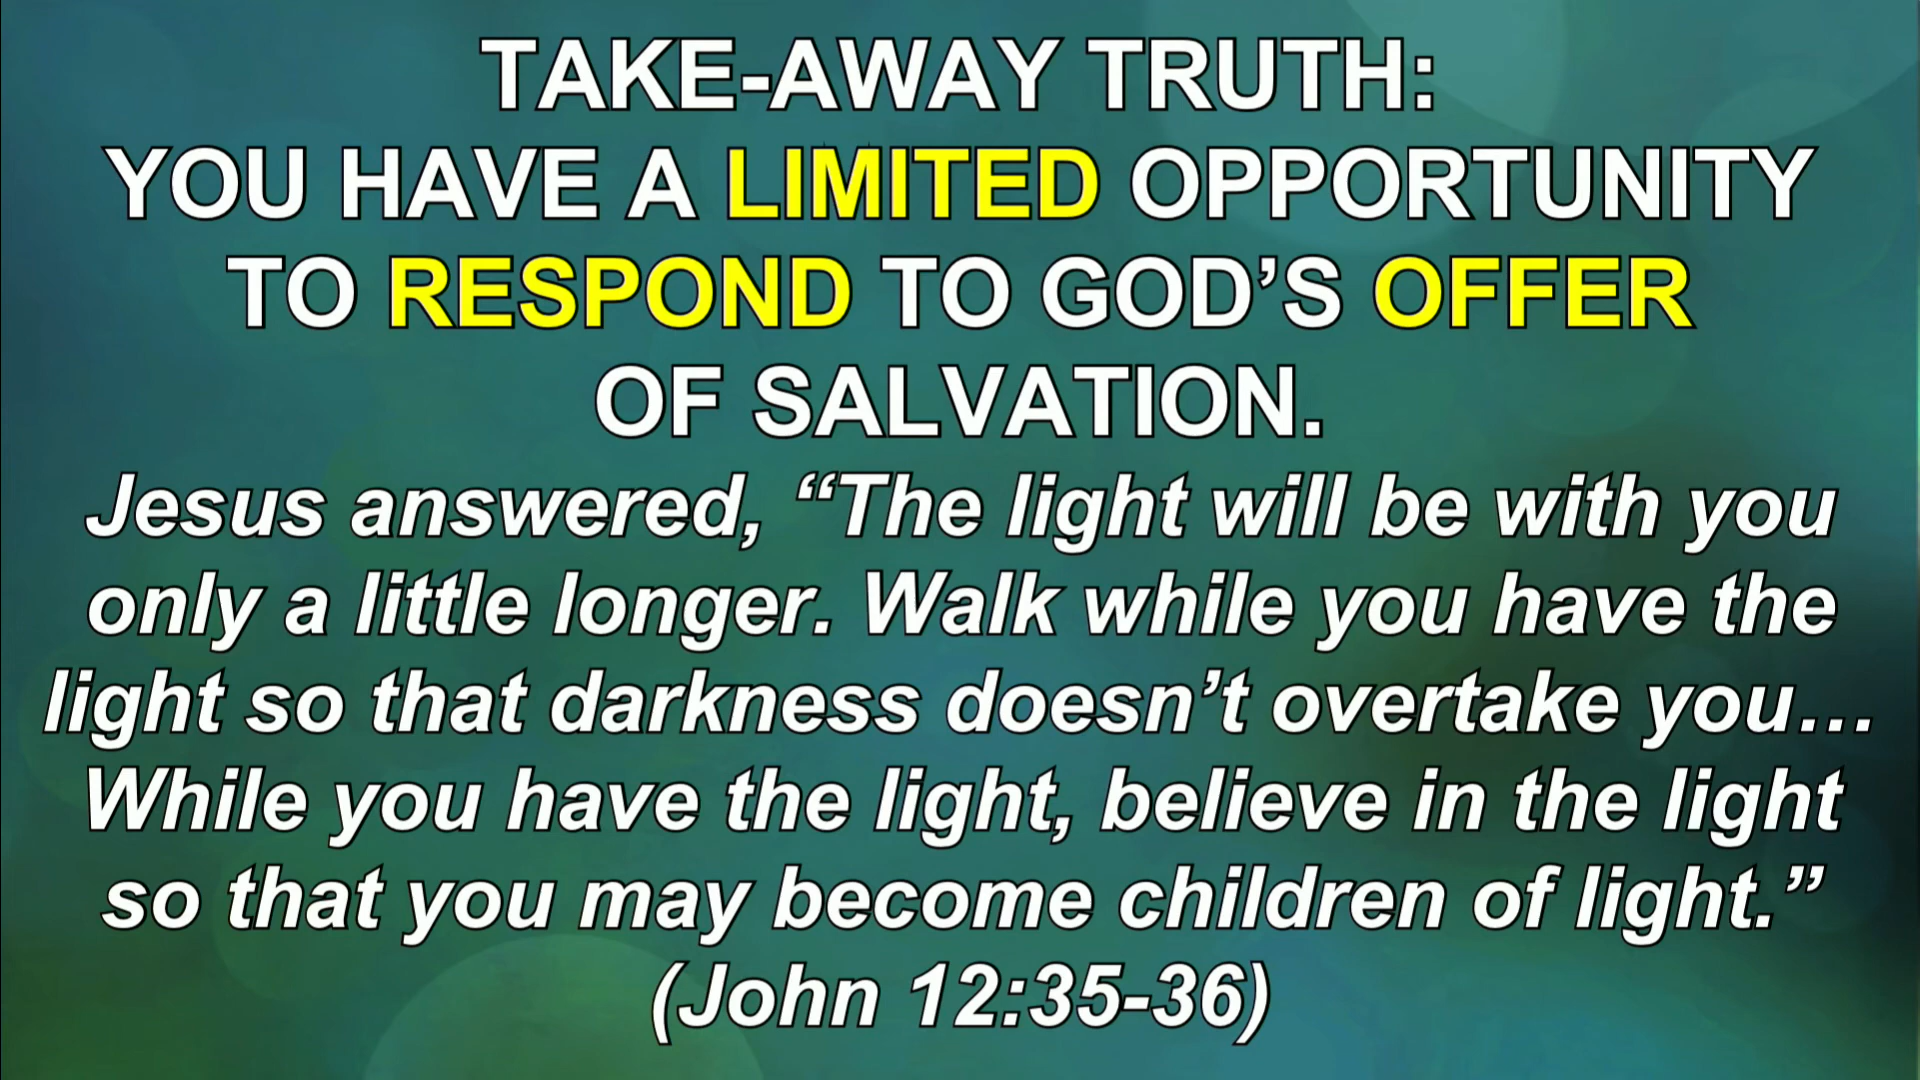 TAKE-AWAY TRUTH:
YOU HAVE A LIMITED OPPORTUNITY
TO RESPOND TO GOD’S OFFER
OF SALVATION.
Jesus answered, “The light will be with you
only a little longer. Walk while you have the
light so that darkness doesn’t overtake you…
While you have the light, believe in the light
so that you may become children of light.”
(John 12:35-36)